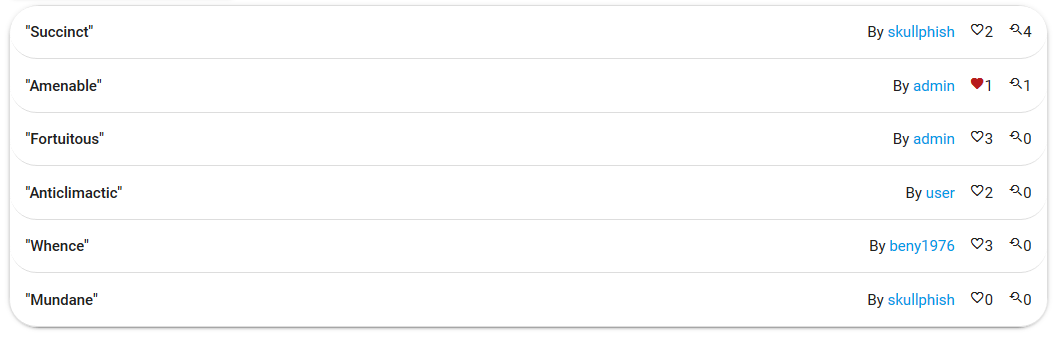 "Succinct" By skullphish 2 4
"Amenable" By admin 1 1
"Fortuitous" By admin 3 0
"Anticlimactic" By user 2 0
"Whence" By beny1976 3 0
"Mundane" By skullphish 0 0